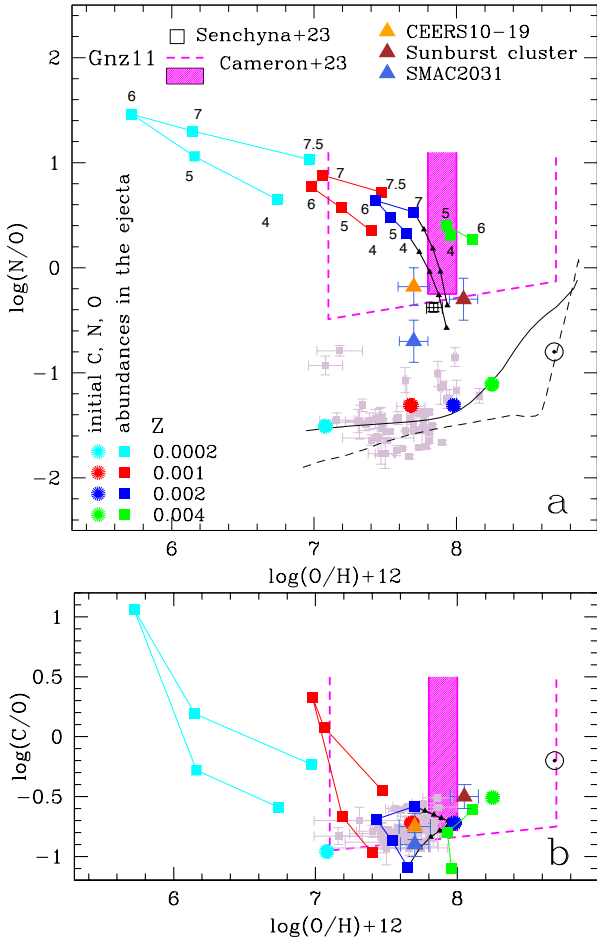 Gnz11
Senchyna+23
Cameron+23
CEERS10-19
Sunburst cluster
SMAC2031
2
1
0
−1
−2
log(N/O)
6
7
7.5
5
4
6
7
7.5
5
4
6
7
5
4
5
6
4
initial C, N, O
abundances in the ejecta
Z
0.0002
0.001
0.002
0.004
a
6
7
8
log(O/H)+12
1
0.5
0
−0.5
−1
log(C/O)
b
6
7
8
log(O/H)+12